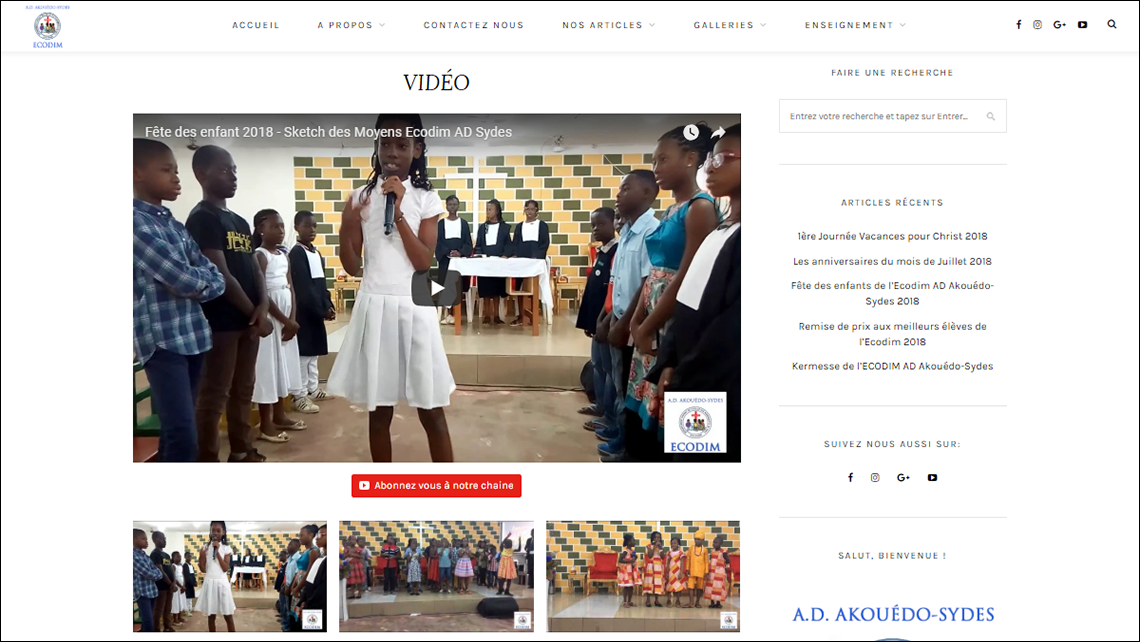 A.D. AKOUÉDO-SYDES
ECODIM
ACCUEIL A PROPOS CONTACTEZ NOUS NOS ARTICLES GALLERIES ENSEIGNEMENT
VIDÉO
Fête des enfant 2018 - Sketch des Moyens Ecodim AD Sydes
A.D. AKOUÉDO-SYDES
ECODIM
Abonnez vous à notre chaine
FAIRE UNE RECHERCHE
Entrez votre recherche et tapez sur Entrer...
ARTICLES RÉCENTS
1ère Journée Vacances pour Christ 2018
Les anniversaires du mois de Juillet 2018
Fête des enfants de l'Ecodim AD Akouédo-
Sydes 2018
Remise de prix aux meilleurs élèves de
l'Ecodim 2018
Kermesse de l'ECODIM AD Akouédo-Sydes
SUIVEZ NOUS AUSSI SUR:
SALUT, BIENVENUE !
A.D. AKOUÉDO-SYDES